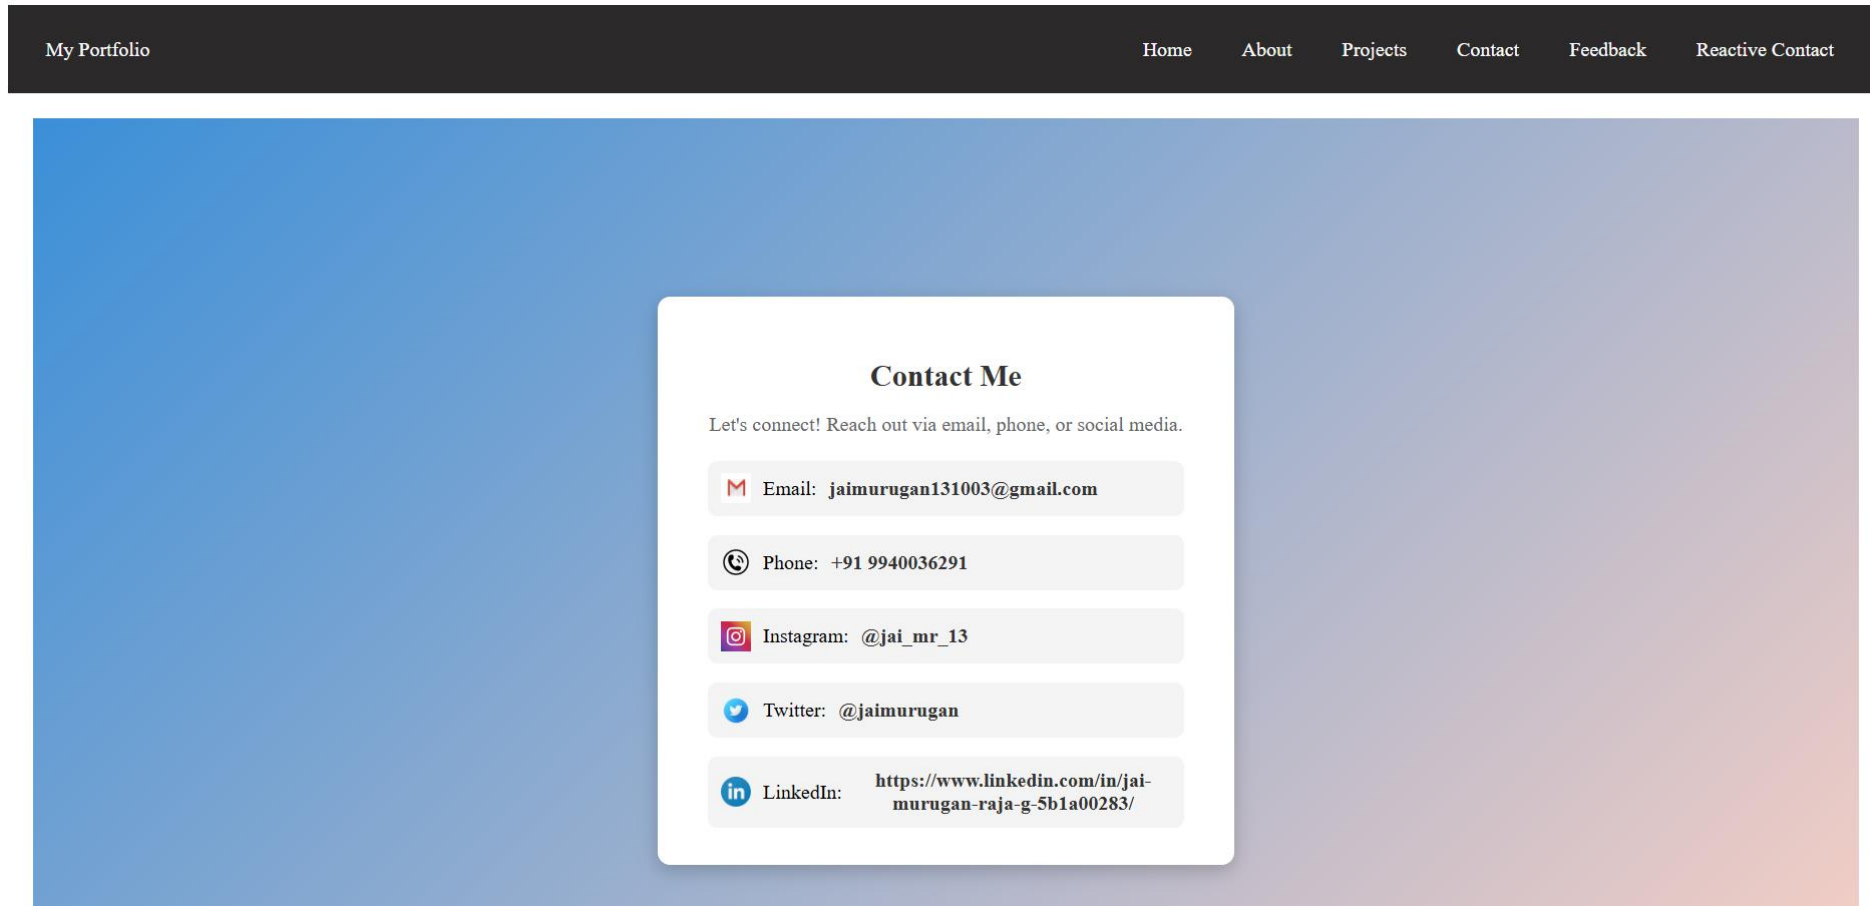 My Portfolio
Home About Projects Contact Feedback Reactive Contact
Contact Me
Let's connect! Reach out via email, phone, or social media.
Email: jaimurugan131003@gmail.com
Phone: +91 9940036291
Instagram: @jai_mr_13
Twitter: @jaimurugan
LinkedIn: https://www.linkedin.com/in/jai-
murugan-raja-g-5b1a00283/